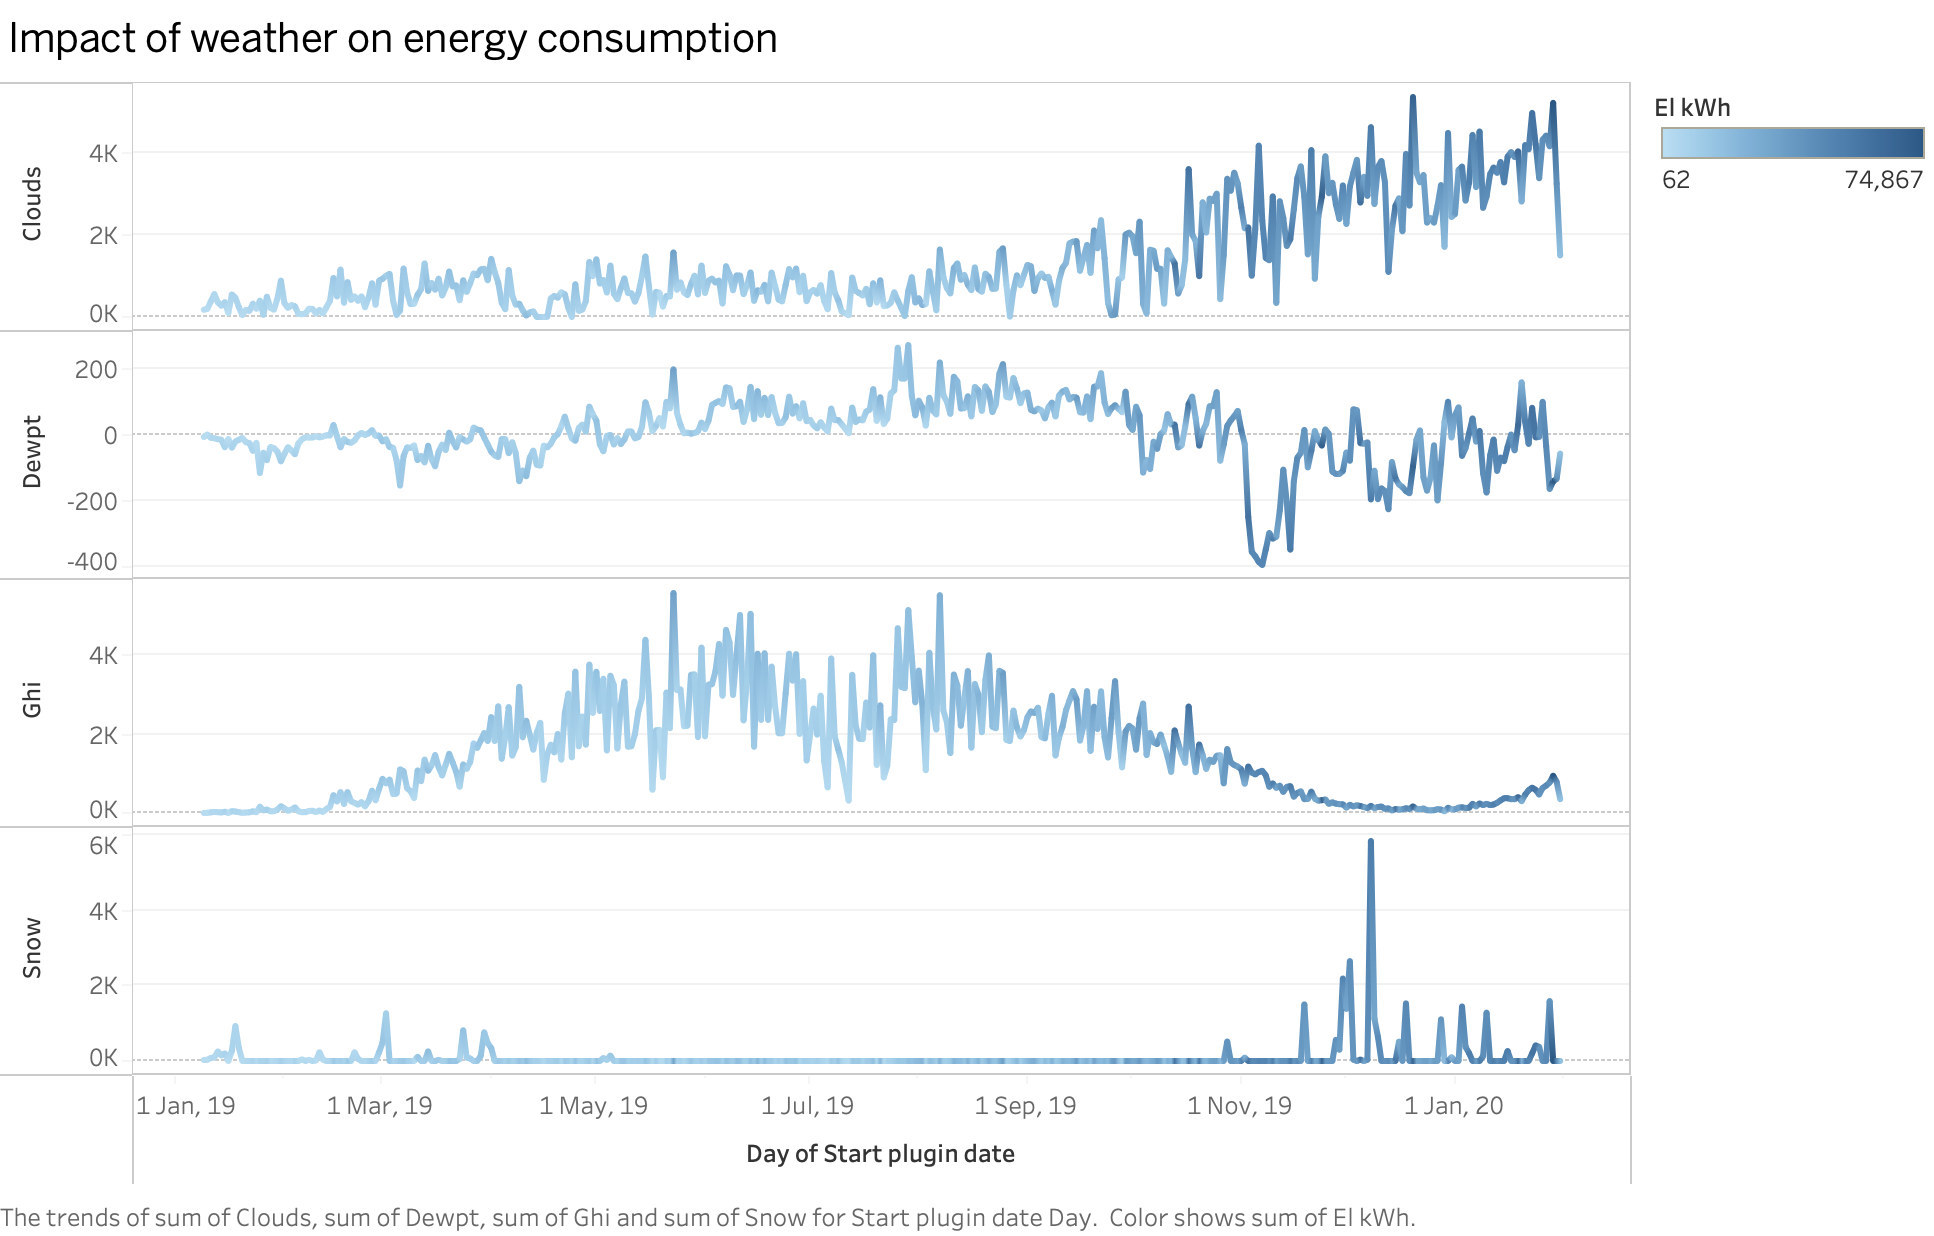 Impact of weather on energy consumption
El kWh
62
74,867
Clouds
4K
2K
0K
Dewpt
200
0
-200
-400
Ghi
4K
2K
0K
Snow
6K
4K
2K
0K
1 Jan, 19
1 Mar, 19
1 May, 19
1 Jul, 19
1 Sep, 19
1 Nov, 19
1 Jan, 20
Day of Start plugin date
The trends of sum of Clouds, sum of Dewpt, sum of Ghi and sum of Snow for Start plugin date Day.  Color shows sum of El kWh.